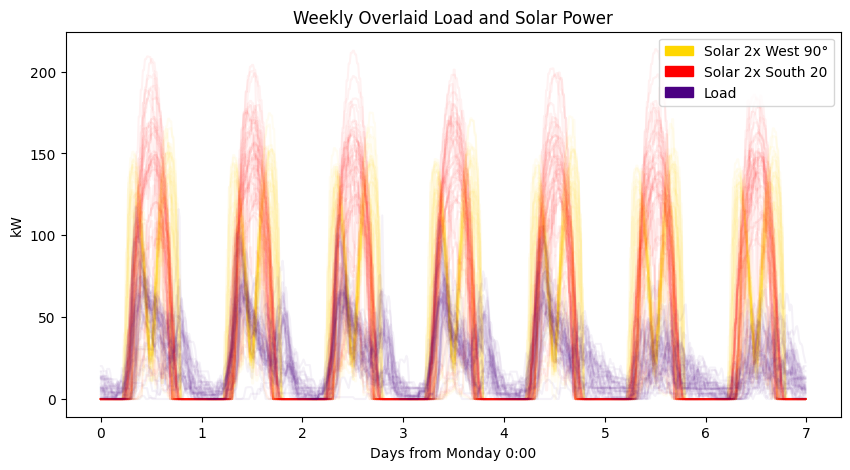 Weekly Overlaid Load and Solar Power
Solar 2x West 90°
Solar 2x South 20
Load
kW
200
150
100
50
0
0 1 2 3 4 5 6 7
Days from Monday 0:00